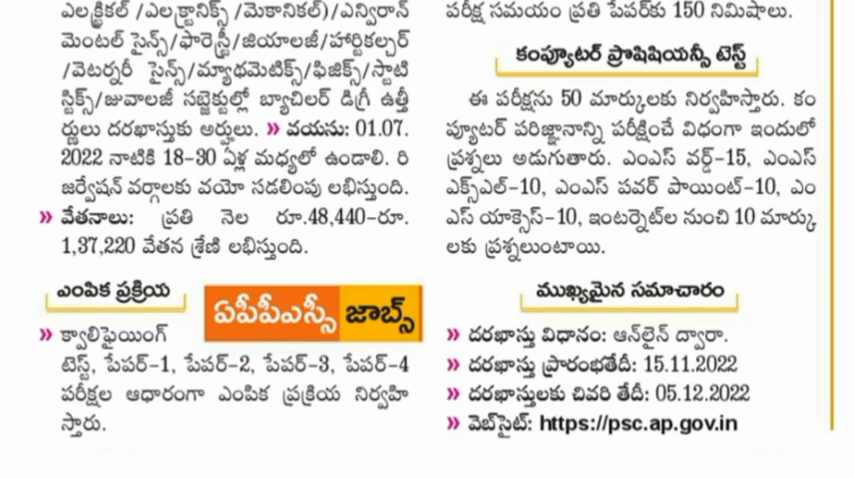 ఎలక్ట్రికల్ /ఎలక్ట్రానిక్స్ /మెకానికల్)/ఎన్విరాన్
మెంటల్ సైన్స్/ఫారెస్ట్రీ/జియాలజీ/హార్టికల్చర్
/వెటర్నరీ సైన్స్/మ్యాథమెటిక్స్/ఫిజిక్స్/స్టాటి
స్టిక్స్/జువాలజీ సబ్జెక్టుల్లో బ్యాచిలర్ డిగ్రీ ఉత్తీ
ర్ణులు దరఖాస్తుకు అర్హులు. » వయసు: 01.07.
2022 నాటికి 18–30 ఏళ్ల మధ్యలో ఉండాలి. రి
జర్వేషన్ వర్గాలకు వయో సడలింపు లభిస్తుంది.
» వేతనాలు: ప్రతి నెల రూ.48,440–రూ.
1,37,220 వేతన శ్రేణి లభిస్తుంది.
ఎంపిక ప్రక్రియ
ఏపీపీఎస్సీ జాబ్స్
» క్వాలిఫైయింగ్
టెస్ట్, పేపర్–1, పేపర్–2, పేపర్–3, పేపర్–4
పరీక్షల ఆధారంగా ఎంపిక ప్రక్రియ నిర్వహి
స్తారు.
పరీక్ష సమయం ప్రతి పేపర్‌కు 150 నిమిషాలు.
కంప్యూటర్ ప్రొషిషియన్సీ టెస్ట్
ఈ పరీక్షను 50 మార్కులకు నిర్వహిస్తారు. కం
ప్యూటర్ పరిజ్ఞానాన్ని పరీక్షించే విధంగా ఇందులో
ప్రశ్నలు అడుగుతారు. ఎంఎస్ వర్డ్–15, ఎంఎస్
ఎక్స్‌ఎల్–10, ఎంఎస్ పవర్ పాయింట్–10, ఎం
ఎస్ యాక్సెస్–10, ఇంటర్నెట్‌ల నుంచి 10 మార్కు
లకు ప్రశ్నలుంటాయి.
ముఖ్యమైన సమాచారం
» దరఖాస్తు విధానం: ఆన్‌లైన్ ద్వారా.
» దరఖాస్తు ప్రారంభతేదీ: 15.11.2022
» దరఖాస్తులకు చివరి తేదీ: 05.12.2022
» వెబ్‌సైట్: https://psc.ap.gov.in